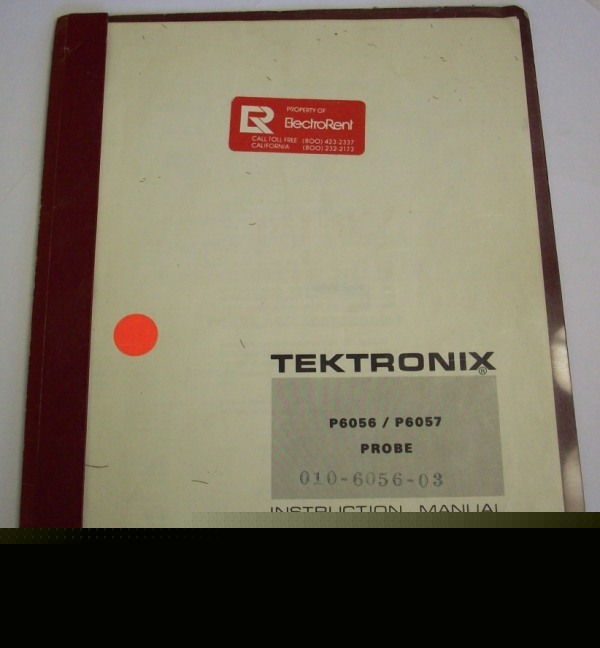 PROPERTY OF
ElectroRent
CALL TOLL FREE (800) 423-2337
CALIFORNIA (800) 232-2173
TEKTRONIX®
P6056 / P6057
PROBE
010-6056-03
INSTRUCTION MANUAL